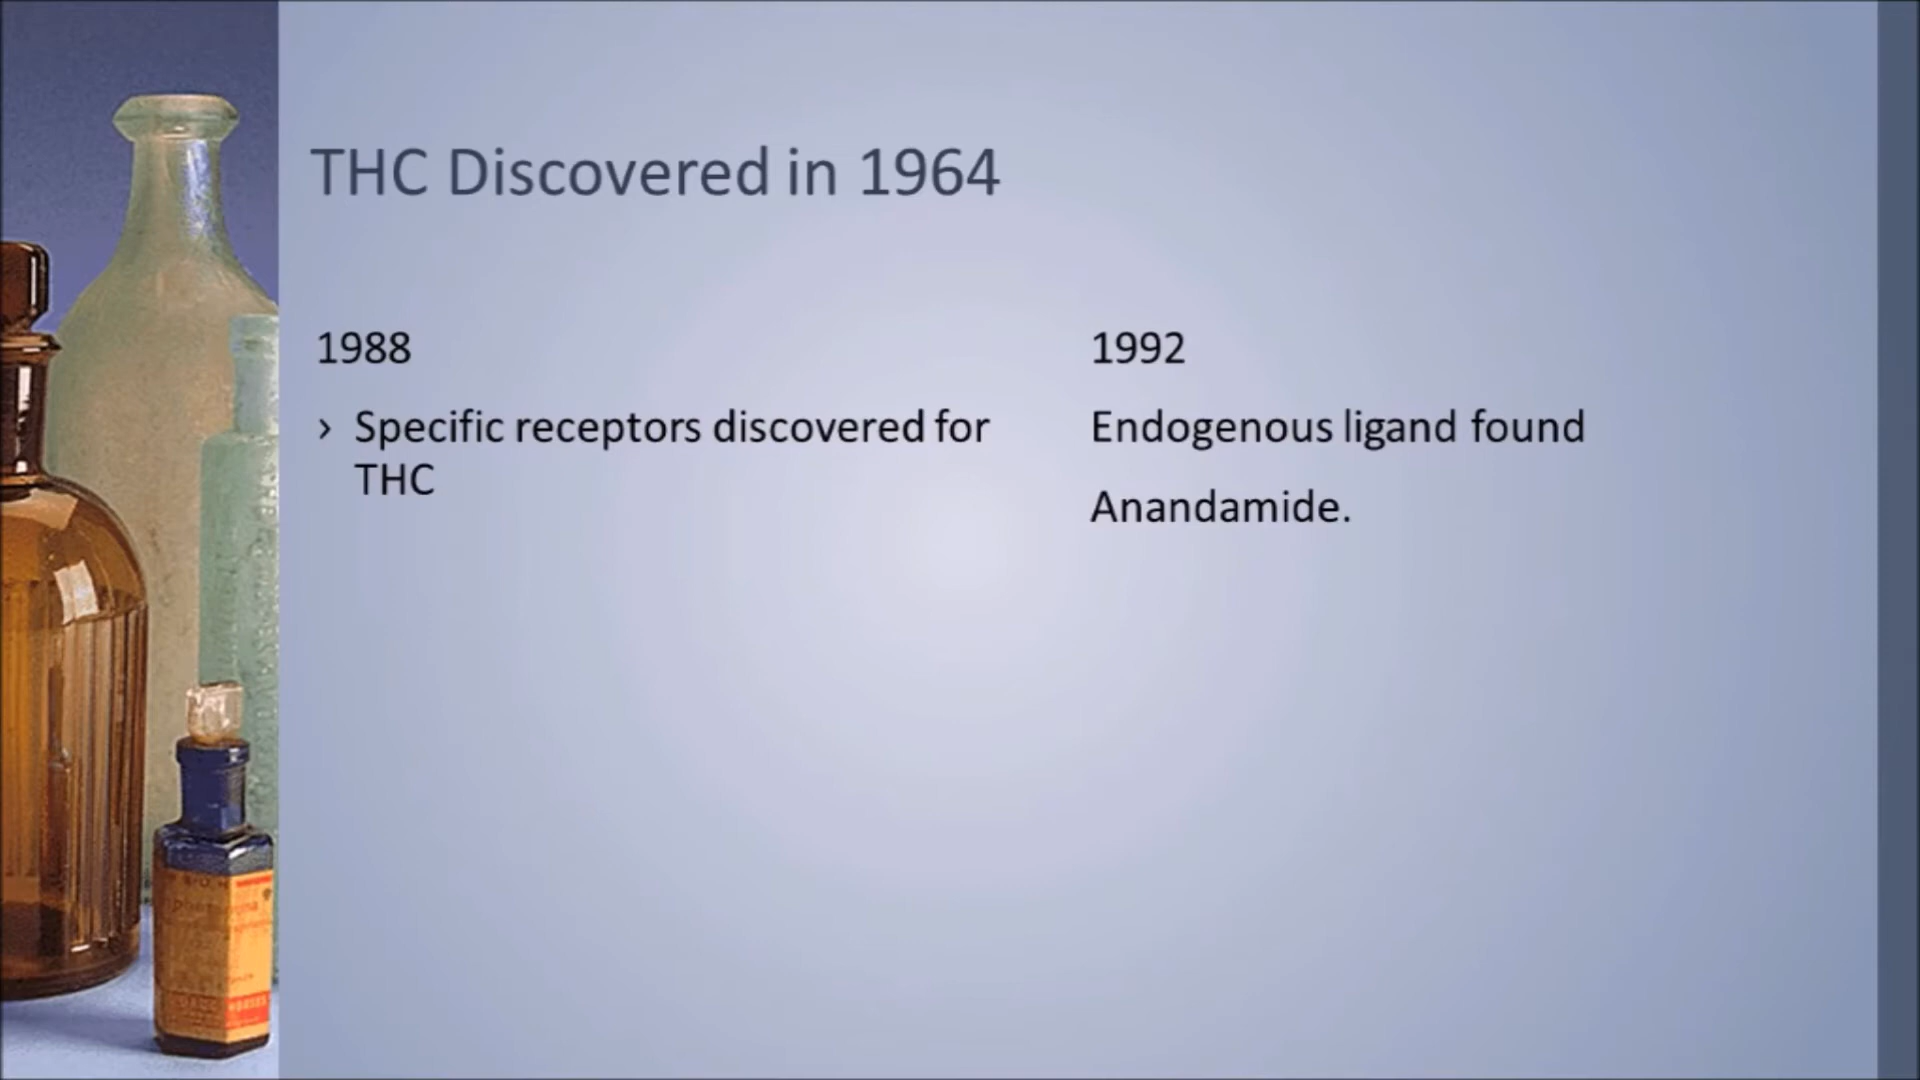 THC Discovered in 1964
1988
› Specific receptors discovered for
THC
1992
Endogenous ligand found
Anandamide.